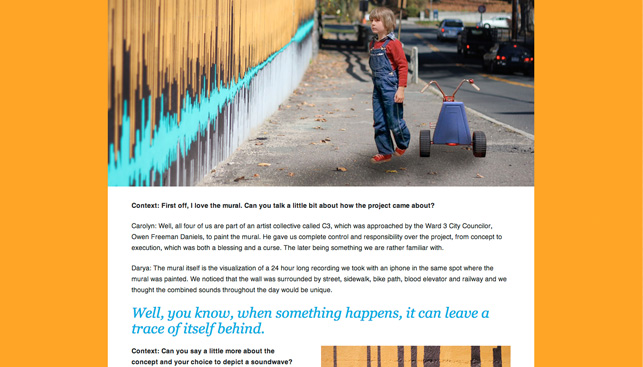 Context: First off, I love the mural. Can you talk a little bit about how the project came about?
Carolyn: Well, all four of us are part of an artist collective called C3, which was approached by the Ward 3 City Councilor,
Owen Freeman Daniels, to paint the mural. He gave us complete control and responsibility over the project, from concept to
execution, which was both a blessing and a curse. The later being something we are rather familiar with.
Darya: The mural itself is the visualization of a 24 hour long recording we took with an iphone in the same spot where the
mural was painted. We noticed that the wall was surrounded by street, sidewalk, bike path, blood elevator and railway and we
thought the combined sounds throughout the day would be unique.
Well, you know, when something happens, it can leave a
trace of itself behind.
Context: Can you say a little more about the
concept and your choice to depict a soundwave?